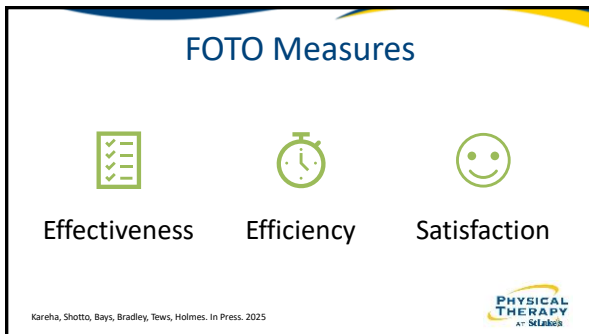 FOTO Measures
Effectiveness
Efficiency
Satisfaction
Kareha, Shotto, Bays, Bradley, Tews, Holmes. In Press. 2025
PHYSICAL
THERAPY
AT St Luke's